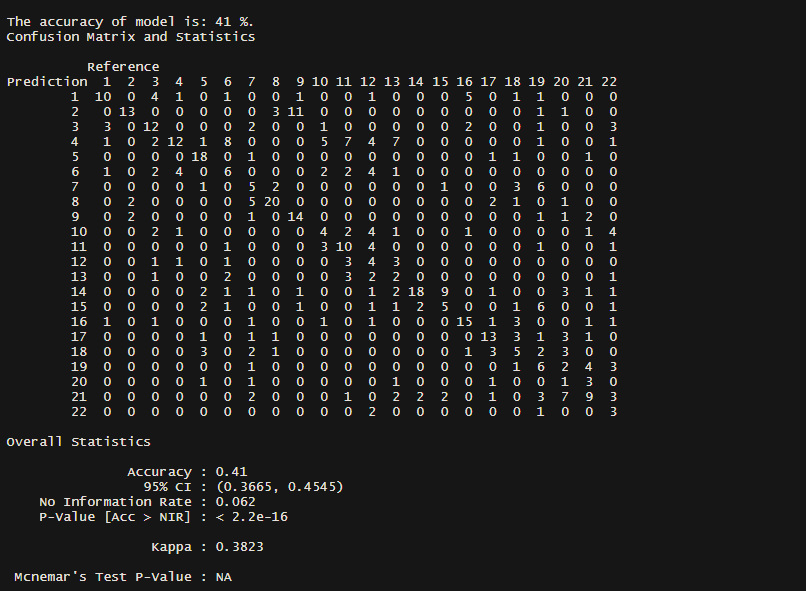 The accuracy of model is: 41 %.
Confusion Matrix and Statistics
Reference
Prediction 1 2 3 4 5 6 7 8 9 10 11 12 13 14 15 16 17 18 19 20 21 22
1 10 0 4 1 0 1 0 0 1 0 0 1 0 0 0 5 0 1 1 0 0 0
2 0 13 0 0 0 0 0 3 11 0 0 0 0 0 0 0 0 0 1 1 0 0
3 3 0 12 0 0 0 2 0 0 1 0 0 0 0 0 2 0 0 1 0 0 3
4 1 0 2 12 1 8 0 0 0 5 7 4 7 0 0 0 0 0 1 0 0 1
5 0 0 0 0 18 0 1 0 0 0 0 0 0 0 0 0 1 1 0 0 1 0
6 1 0 2 4 0 6 0 0 0 2 2 4 1 0 0 0 0 0 0 0 0 0
7 0 0 0 0 1 0 5 2 0 0 0 0 0 0 1 0 0 3 6 0 0 0
8 0 2 0 0 0 0 5 20 0 0 0 0 0 0 0 0 2 1 0 1 0 0
9 0 2 0 0 0 0 1 0 14 0 0 0 0 0 0 0 0 0 1 1 2 0
10 0 0 2 1 0 0 0 0 0 4 2 4 1 0 0 1 0 0 0 0 1 4
11 0 0 0 0 0 1 0 0 0 3 10 4 0 0 0 0 0 0 1 0 0 1
12 0 0 1 1 0 1 0 0 0 0 3 4 3 0 0 0 0 0 0 0 0 0
13 0 0 1 0 0 2 0 0 0 0 3 2 2 0 0 0 0 0 0 0 0 1
14 0 0 0 0 2 1 1 0 1 0 0 1 2 18 9 0 1 0 0 3 1 1
15 0 0 0 0 2 1 0 0 1 0 0 1 1 2 5 0 0 1 6 0 0 1
16 1 0 1 0 0 0 1 0 0 1 0 1 0 0 0 15 1 3 0 0 1 1
17 0 0 0 0 1 0 1 1 0 0 0 0 0 0 0 0 13 3 1 3 1 0
18 0 0 0 0 3 0 2 1 0 0 0 0 0 0 0 1 3 5 2 3 0 0
19 0 0 0 0 0 0 1 0 0 0 0 0 0 0 0 0 0 1 6 2 4 3
20 0 0 0 0 1 0 1 0 0 0 0 0 1 0 0 0 1 0 0 1 3 0
21 0 0 0 0 0 0 2 0 0 0 1 0 2 2 2 0 1 0 3 7 9 3
22 0 0 0 0 0 0 0 0 0 0 0 2 0 0 0 0 0 0 1 0 0 3
Overall Statistics
Accuracy : 0.41
95% CI : (0.3665, 0.4545)
No Information Rate : 0.062
P-Value [Acc > NIR] : < 2.2e-16
Kappa : 0.3823
Mcnemar's Test P-Value : NA